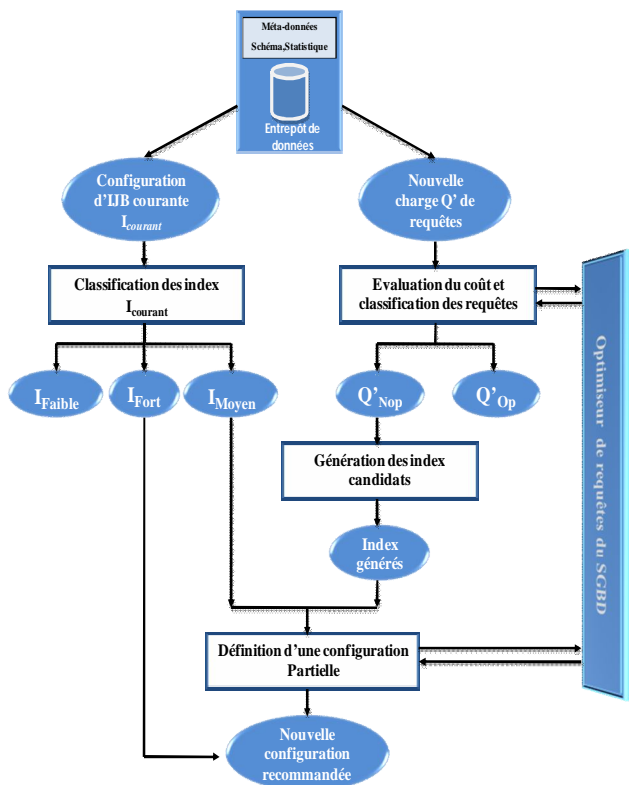 Méta-données
Schéma,Statistique
Entrepôt de
données
Configuration
d'IJB courante
Icourant
Nouvelle
charge Q' de
requêtes
Classification des index
Icourant
Evaluation du coût et
classification des requêtes
IFaible
IFort
IMoyen
Q'Nop
Q'Op
Génération des index
candidats
Index
générés
Définition d'une configuration
Partielle
Nouvelle
configuration
recommandée
Optimiseur de requêtes du SGBD